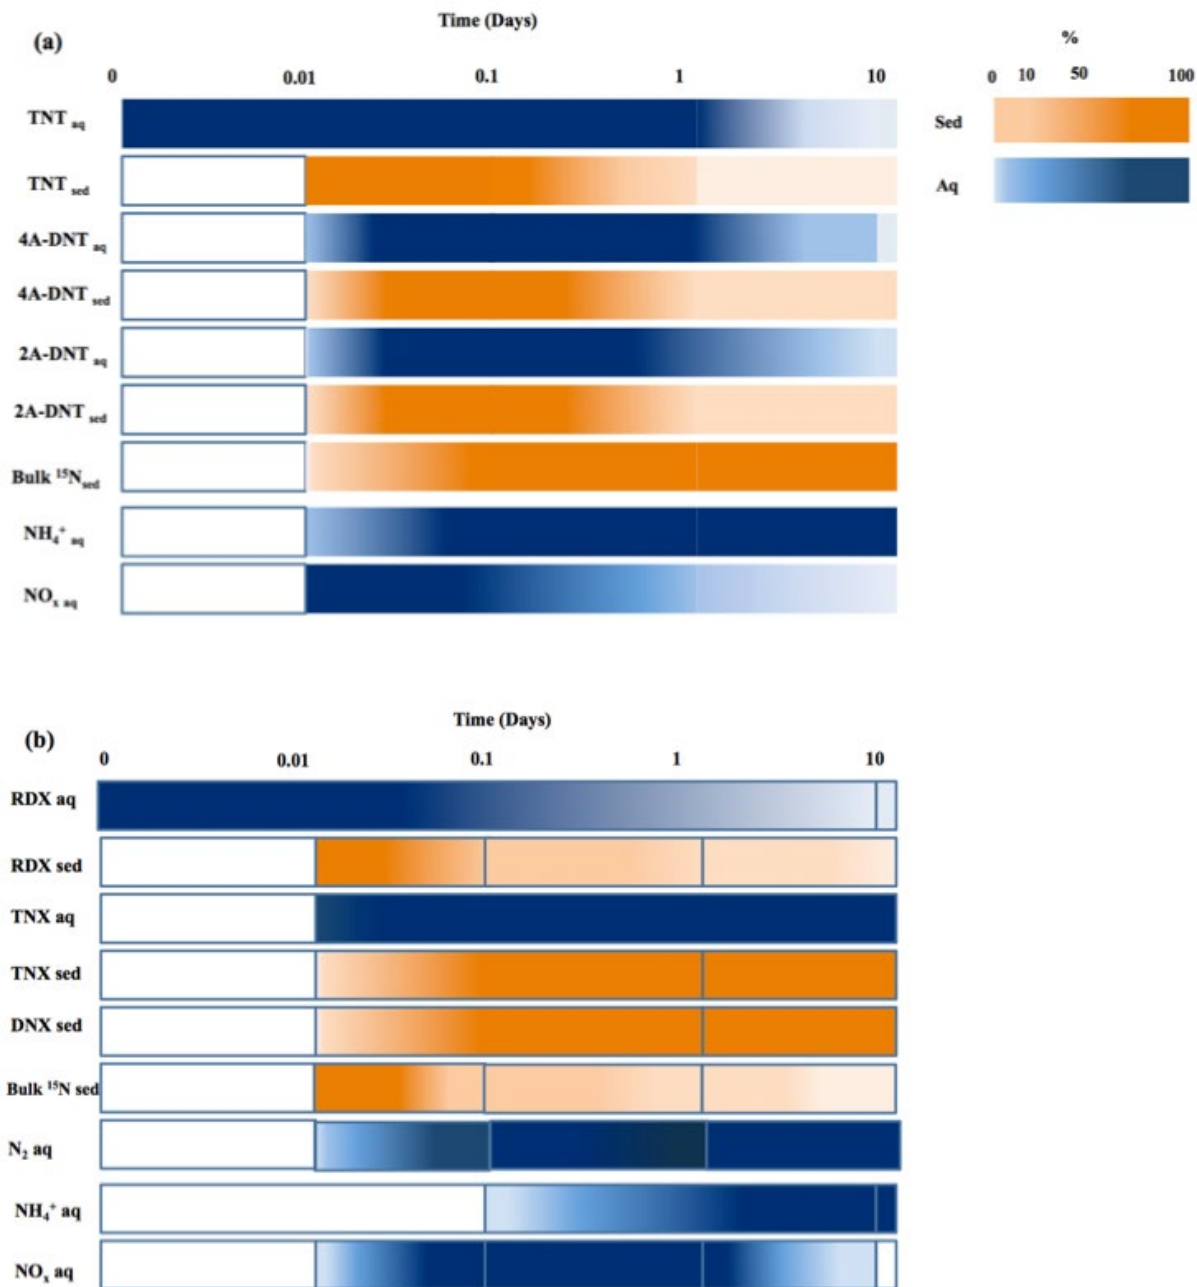 Time (Days)
(a)
0 0.01 0.1 1 10
%
0 10 50 100
Sed
Aq
TNT aq
TNT sed
4A-DNT aq
4A-DNT sed
2A-DNT aq
2A-DNT sed
Bulk ¹⁵Nsed
NH₄⁺ aq
NOₓ aq
Time (Days)
(b)
0 0.01 0.1 1 10
RDX aq
RDX sed
TNX aq
TNX sed
DNX sed
Bulk ¹⁵N sed
N₂ aq
NH₄⁺ aq
NOₓ aq